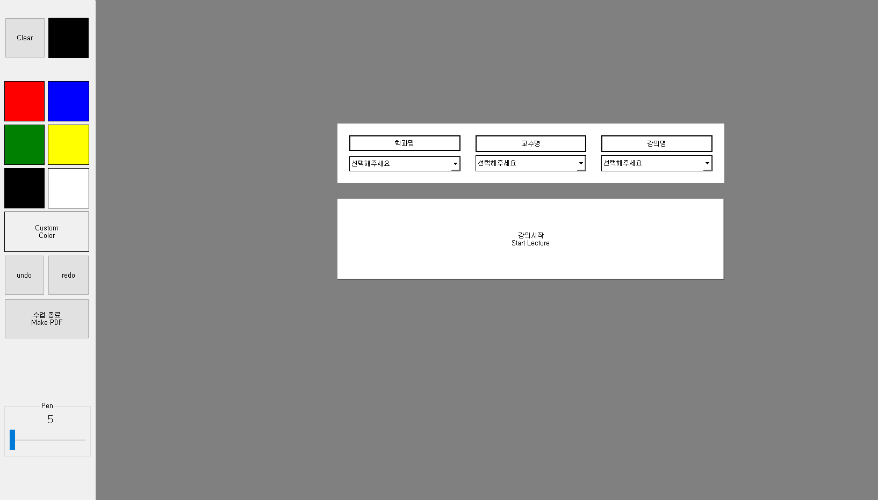 Clear
Custom
Color
undo
redo
수업 종료
Make PDF
Pen
5
학과명
교수명
강의명
선택해주세요
선택해주세요
선택해주세요
강의시작
Start Lecture